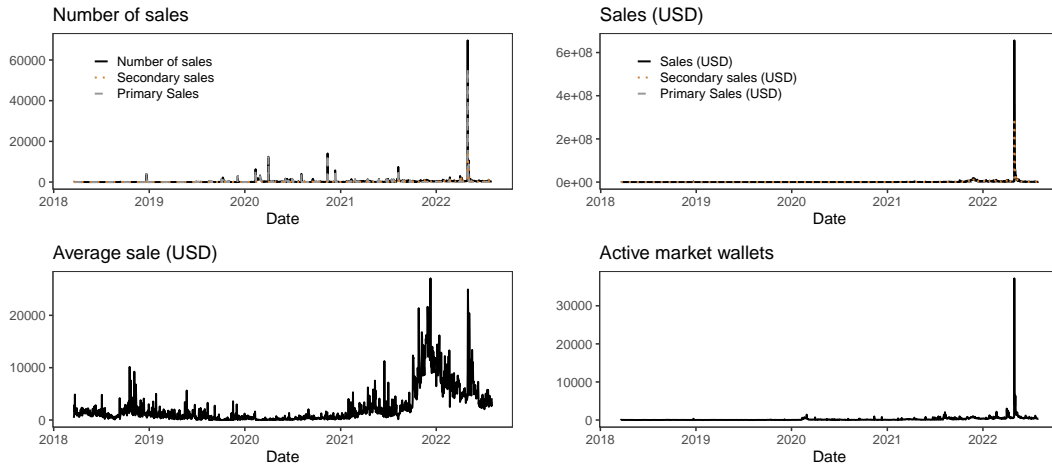 Number of sales
60000
40000
20000
0
Number of sales
Secondary sales
Primary Sales
2018 2019 2020 2021 2022
Date
Sales (USD)
6e+08
4e+08
2e+08
0e+00
Sales (USD)
Secondary sales (USD)
Primary Sales (USD)
2018 2019 2020 2021 2022
Date
Average sale (USD)
20000
10000
0
2018 2019 2020 2021 2022
Date
Active market wallets
30000
20000
10000
0
2018 2019 2020 2021 2022
Date